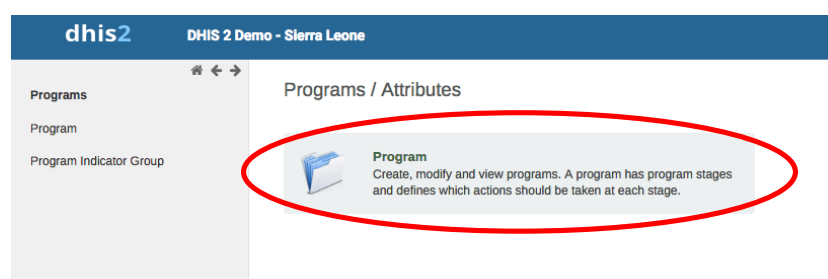 dhis2
DHIS 2 Demo - Sierra Leone
Programs
Program
Program Indicator Group
Programs / Attributes
Program
Create, modify and view programs. A program has program stages
and defines which actions should be taken at each stage.